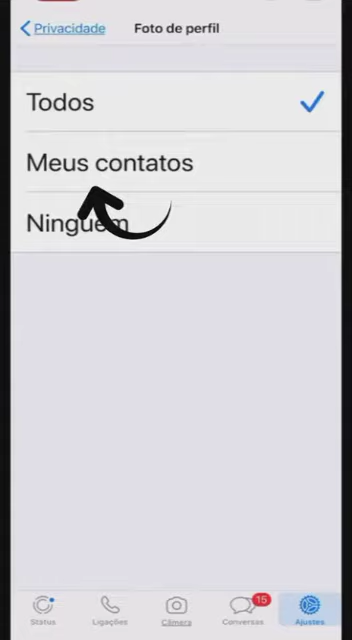 Privacidade
Foto de perfil
Todos
Meus contatos
Ninguém
15
Status
Ligações
Câmera
Conversas
Ajustes